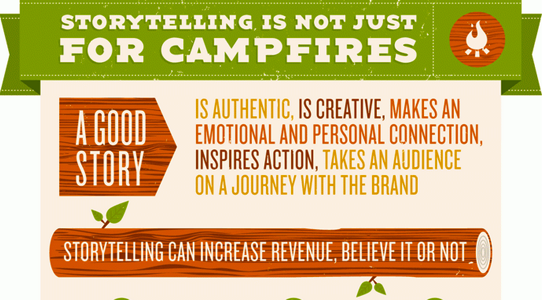 STORYTELLING IS NOT JUST
FOR CAMPFIRES
A GOOD
STORY
IS AUTHENTIC, IS CREATIVE, MAKES AN
EMOTIONAL AND PERSONAL CONNECTION,
INSPIRES ACTION, TAKES AN AUDIENCE
ON A JOURNEY WITH THE BRAND
STORYTELLING CAN INCREASE REVENUE, BELIEVE IT OR NOT.